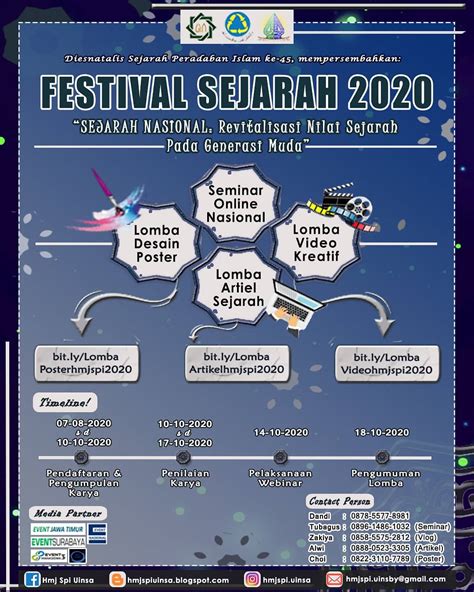 Diesnatalis Sejarah Peradaban Islam ke-45, mempersembahkan:
FESTIVAL SEJARAH 2020
“SEJARAH NASIONAL: Revitalisasi Nilai Sejarah
Pada Generasi Muda”
Seminar
Online
Nasional
Lomba
Desain
Poster
Lomba
Video
Kreatif
Lomba
Artiel
Sejarah
bit.ly/Lomba
Posterhmjspi2020
bit.ly/Lomba
Artikelhmjspi2020
bit.ly/Lomba
Videohmjspi2020
Timeline!
07-08-2020
s d
10-10-2020
10-10-2020
s d
17-10-2020
14-10-2020
18-10-2020
Pendaftaran &
Pengumpulan
Karya
Penilaian
Karya
Pelaksanaan
Webinar
Pengumuman
Lomba
Media Partner
EVENT JAWA TIMUR
EVENTSURABAYA
EVENT
Contact Person
Dandi : 0878-5577-8981
Tubagus : 0896-1486-1032 (Seminar)
Zakiya : 0858-5575-2812 (Vlog)
Alwi : 0888-0523-3305 (Artikel)
Chol : 0822-3110-7789 (Poster)
Hmj Spi Uinsa
hmjspiuinsa.blogspot.com
hmjspi.uinsa
hmjspi.uinsby@gmail.com